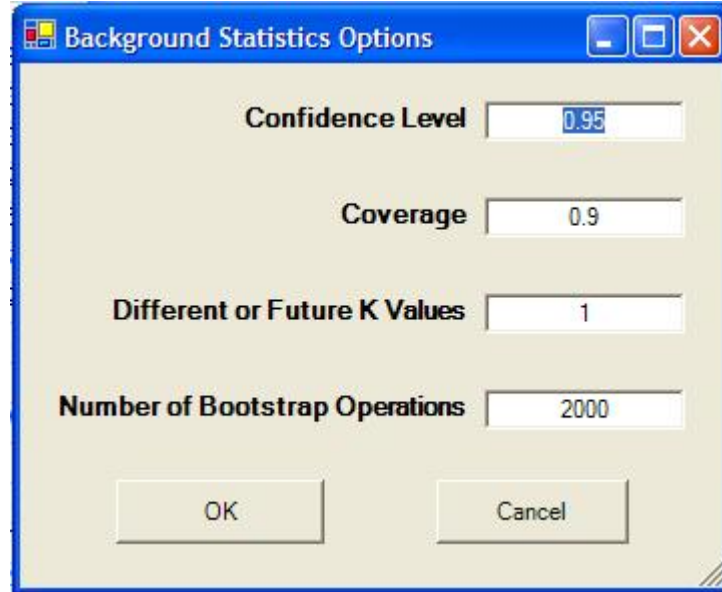 Background Statistics Options
Confidence Level 0.95
Coverage 0.9
Different or Future K Values 1
Number of Bootstrap Operations 2000
OK Cancel